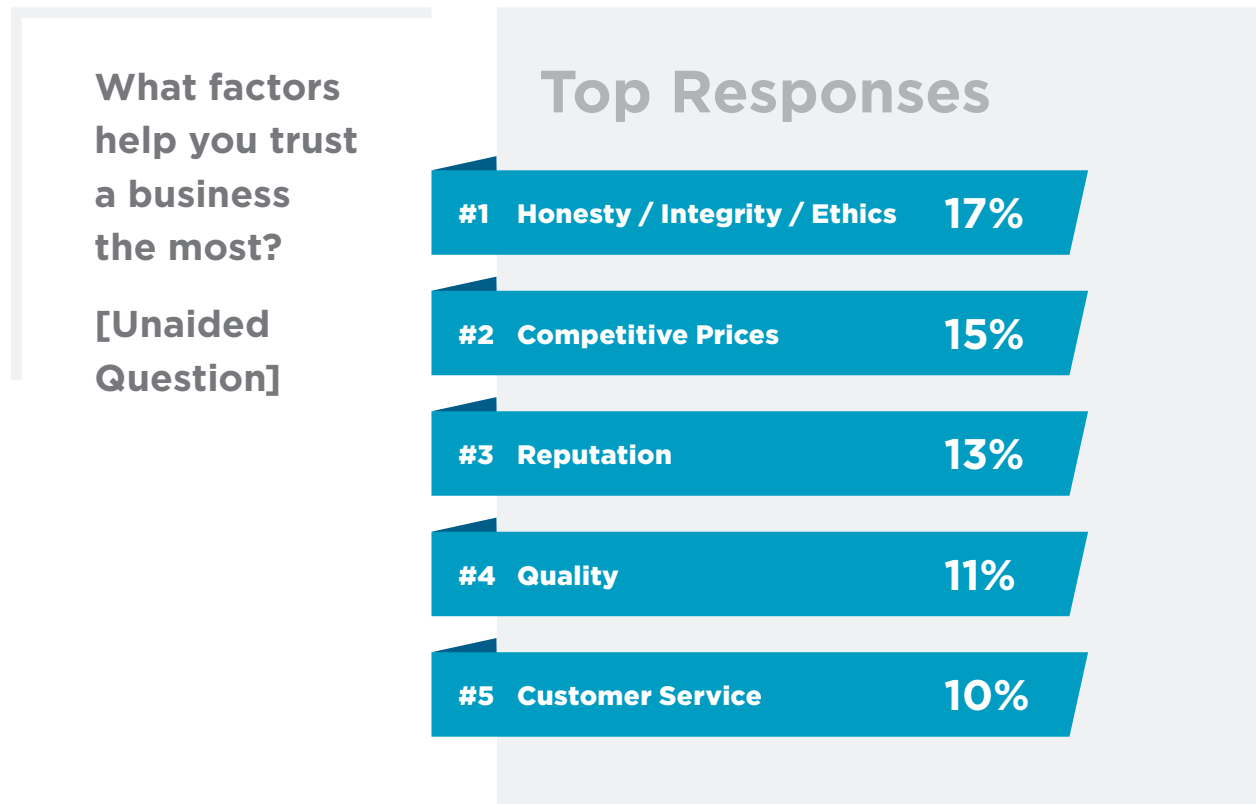 What factors
help you trust
a business
the most?
[Unaided
Question]
Top Responses
#1 Honesty / Integrity / Ethics 17%
#2 Competitive Prices 15%
#3 Reputation 13%
#4 Quality 11%
#5 Customer Service 10%